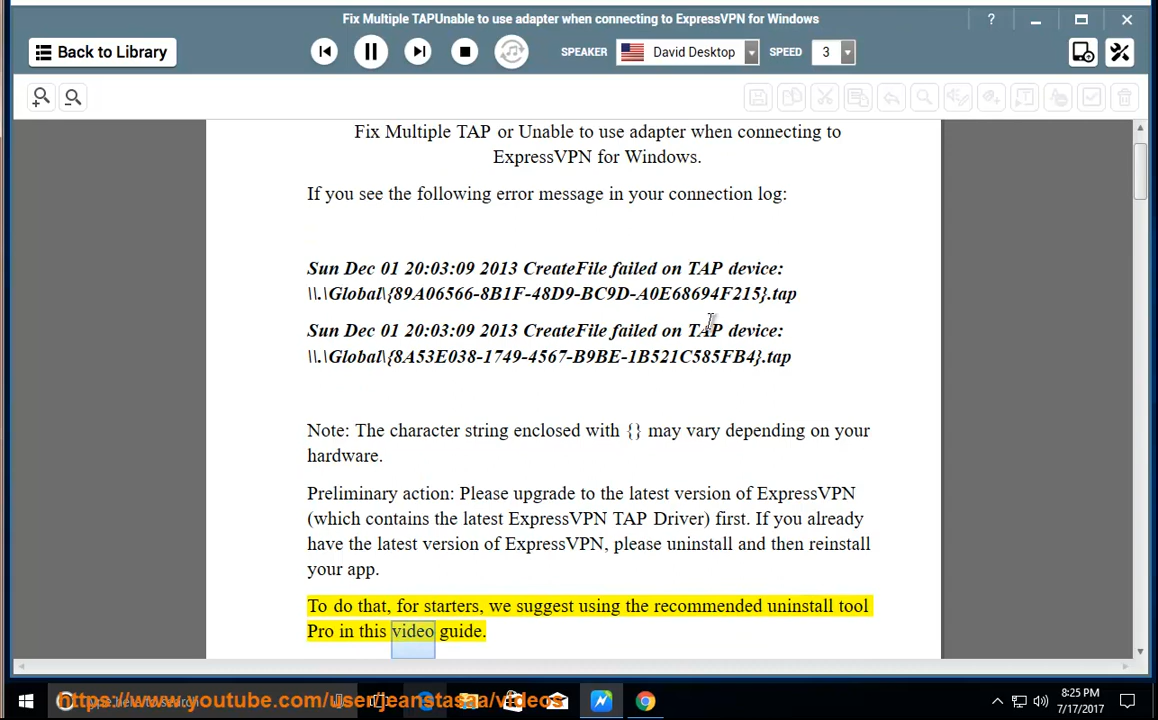 Fix Multiple TAPUnable to use adapter when connecting to ExpressVPN for Windows
?
Back to Library
SPEAKER
David Desktop
SPEED
3
Fix Multiple TAP or Unable to use adapter when connecting to
ExpressVPN for Windows.
If you see the following error message in your connection log:
Sun Dec 01 20:03:09 2013 CreateFile failed on TAP device:
\\.\Global\{89A06566-8B1F-48D9-BC9D-A0E68694F215}.tap
Sun Dec 01 20:03:09 2013 CreateFile failed on TAP device:
\\.\Global\{8A53E038-1749-4567-B9BE-1B521C585FB4}.tap
Note: The character string enclosed with {} may vary depending on your
hardware.
Preliminary action: Please upgrade to the latest version of ExpressVPN
(which contains the latest ExpressVPN TAP Driver) first. If you already
have the latest version of ExpressVPN, please uninstall and then reinstall
your app.
To do that, for starters, we suggest using the recommended uninstall tool
Pro in this video guide.
https://www.youtube.com/user/jeanstasaa/videos
Type here to search
8:25 PM
7/17/2017